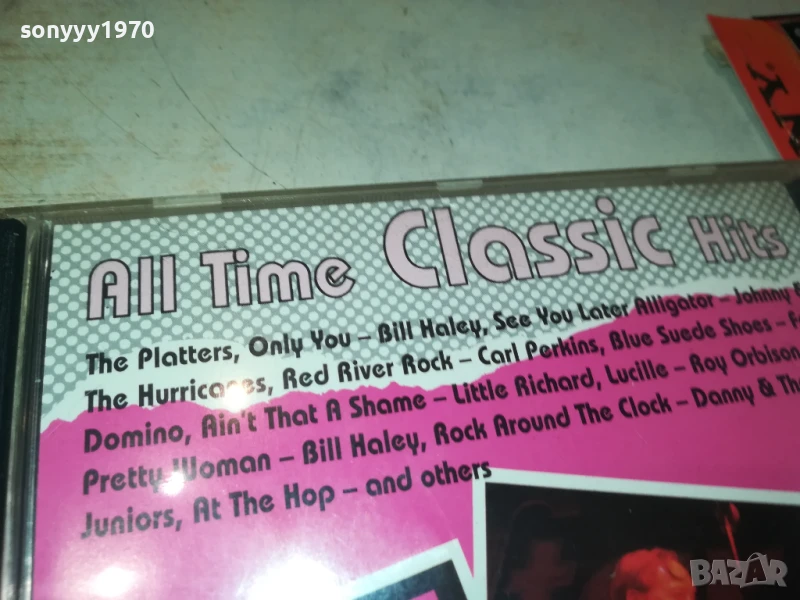 sonyyy1970
All Time Classic Hits
The Platters, Only You – Bill Haley, See You Later Alligator – Johnny
The Hurricanes, Red River Rock – Carl Perkins, Blue Suede Shoes –
Domino, Ain't That A Shame – Little Richard, Lucille – Roy Orbison
Pretty Woman – Bill Haley, Rock Around The Clock – Danny & The
Juniors, At The Hop – and others
BAZAR